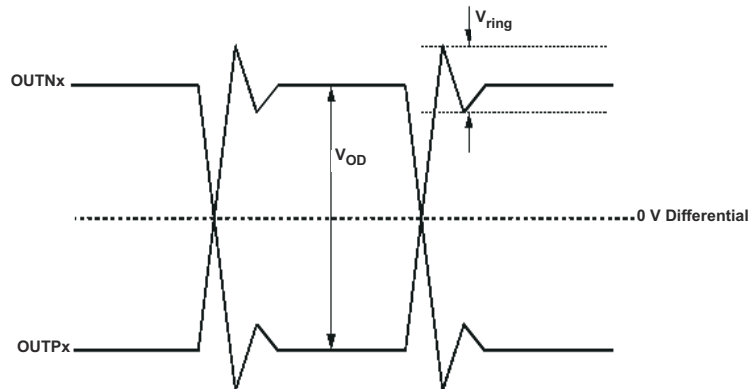 Vring
OUTNx
VOD
0 V Differential
OUTPx